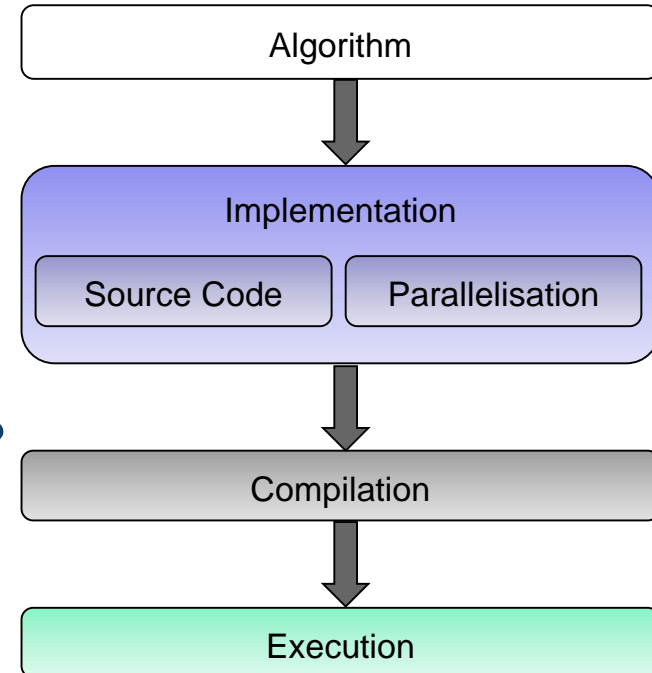 Algorithm
Implementation
Source Code Parallelisation
Compilation
Execution